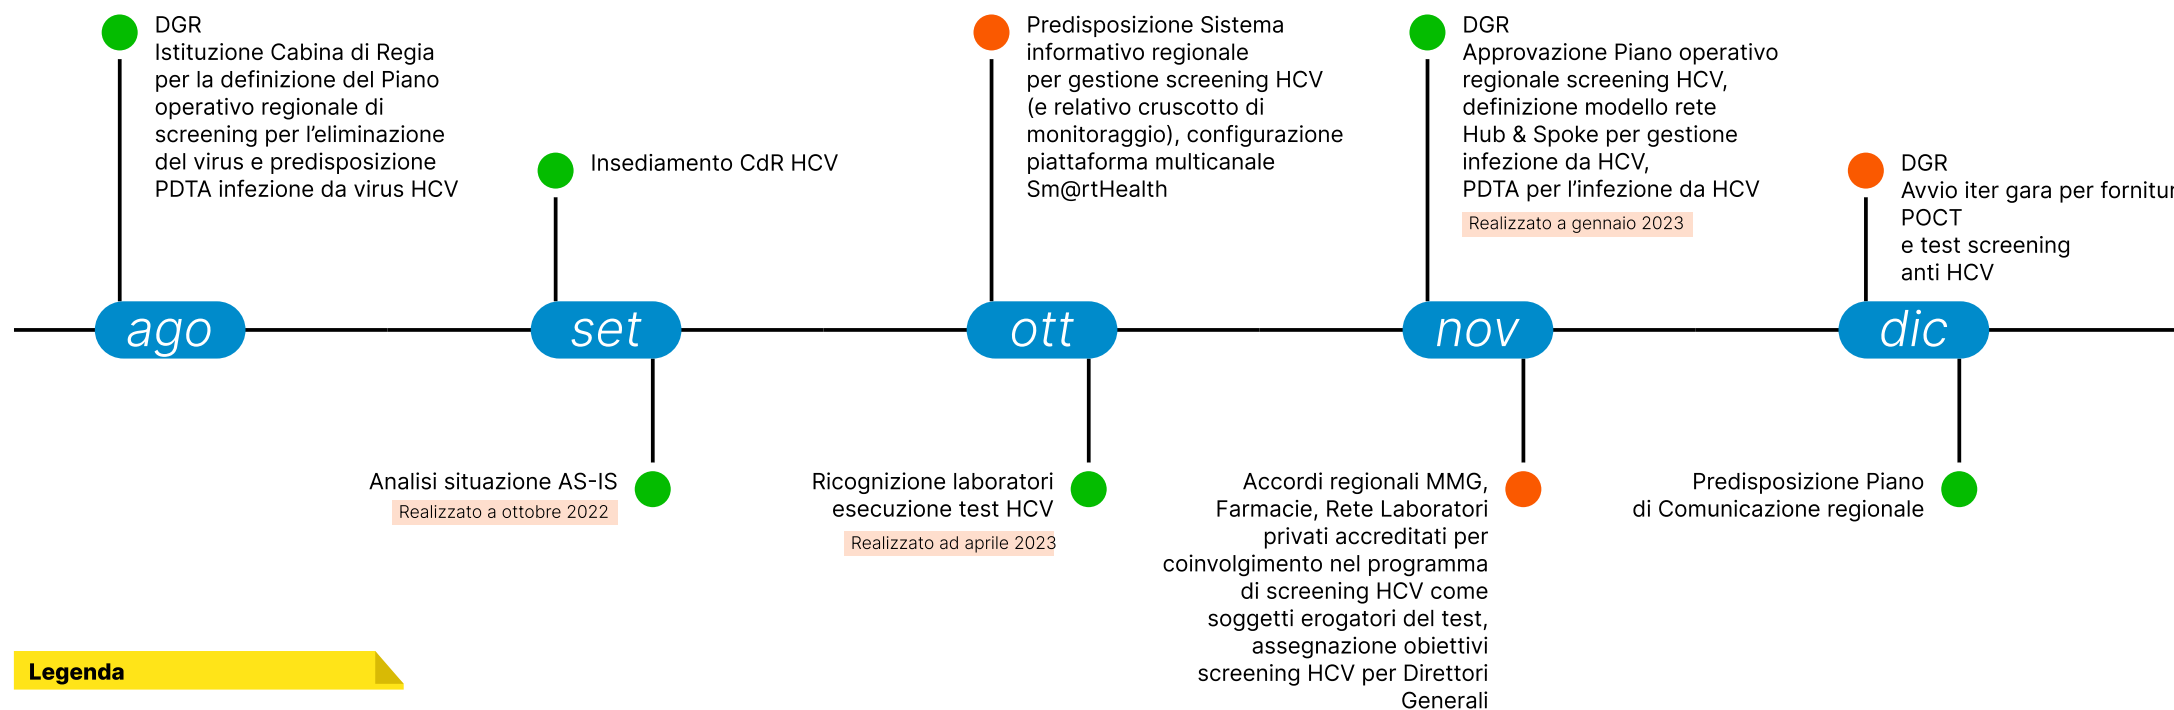 DGR
Istituzione Cabina di Regia
per la definizione del Piano
operativo regionale di
screening per l’eliminazione
del virus e predisposizione
PDTA infezione da virus HCV
Insediamento CdR HCV
Predisposizione Sistema
informativo regionale
per gestione screening HCV
(e relativo cruscotto di
monitoraggio), configurazione
piattaforma multicanale
Sm@rtHealth
DGR
Approvazione Piano operativo
regionale screening HCV,
definizione modello rete
Hub & Spoke per gestione
infezione da HCV,
PDTA per l’infezione da HCV
Realizzato a gennaio 2023
DGR
Avvio iter gara per
POCT
e test screening
anti HCV
ago
set
ott
nov
dic
Analisi situazione AS-IS
Realizzato a ottobre 2022
Ricognizione laboratori
esecuzione test HCV
Realizzato ad aprile 2023
Accordi regionali MMG,
Farmacie, Rete Laboratori
privati accreditati per
coinvolgimento nel programma
di screening HCV come
soggetti erogatori del test,
assegnazione obiettivi
screening HCV per Direttori
Generali
Predisposizione Piano
di Comunicazione regionale
Legenda